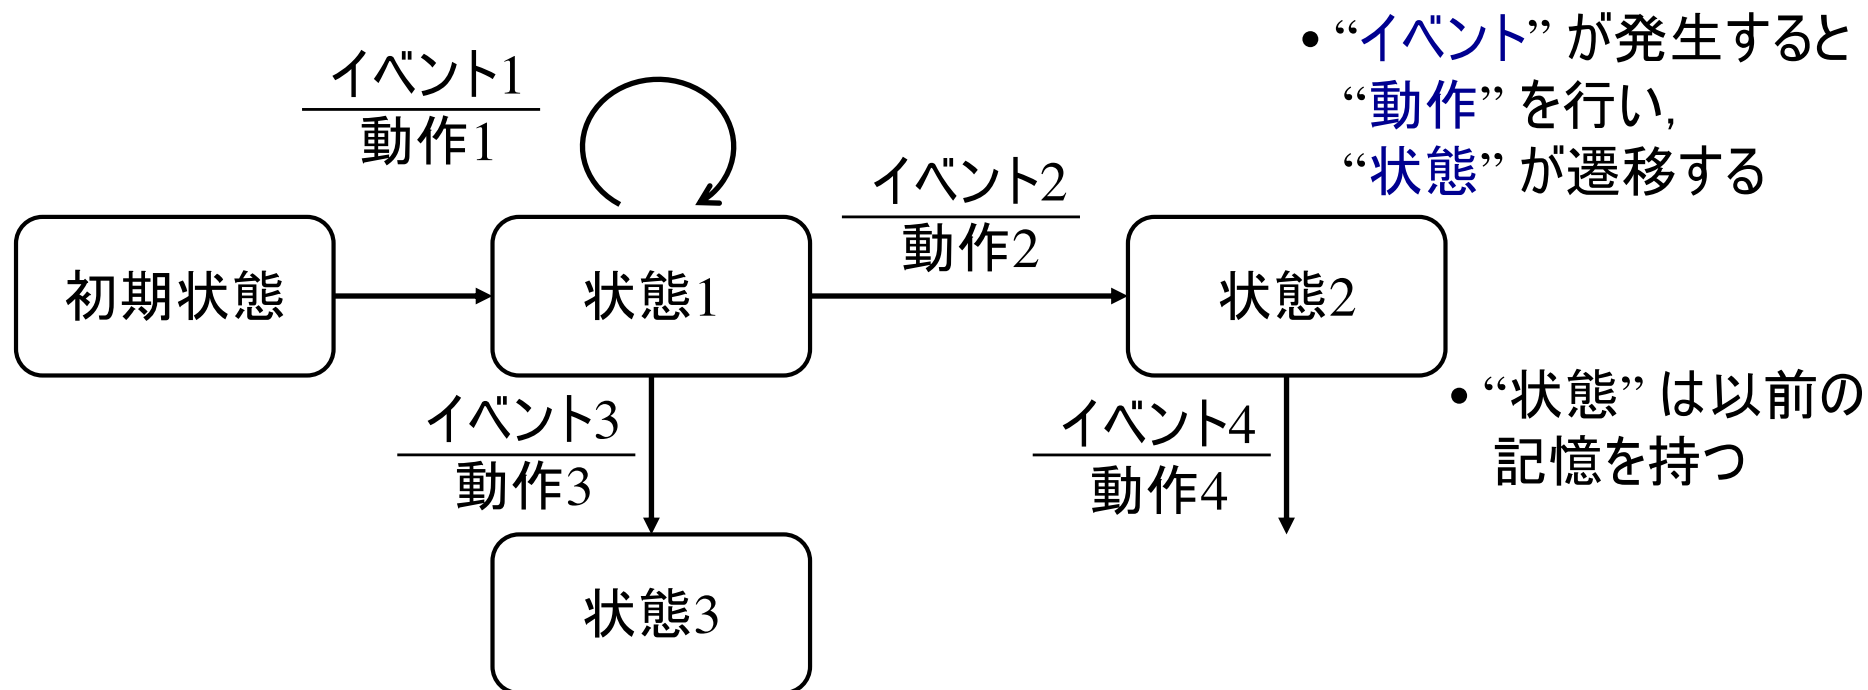 • “イベント” が発生すると
“動作” を行い,
“状態” が遷移する
イベント1
動作1
イベント2
動作2
初期状態
状態1
状態2
イベント3
動作3
イベント4
動作4
• “状態” は以前の
記憶を持つ
状態3